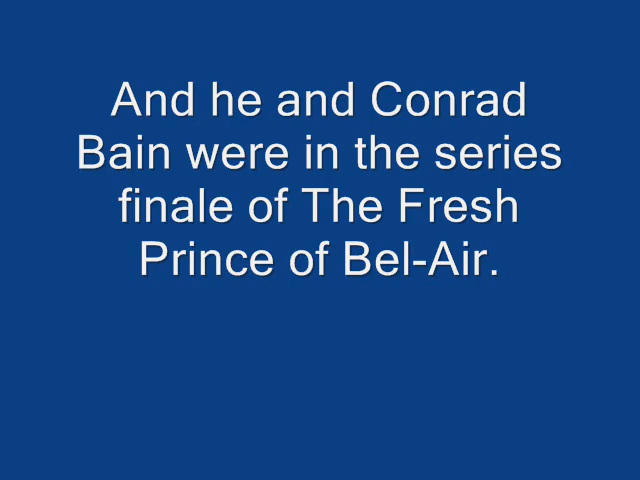 And he and Conrad
Bain were in the series
finale of The Fresh
Prince of Bel-Air.